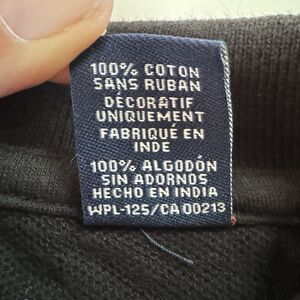 100% COTON
SANS RUBAN
DÉCORATIF
UNIQUEMENT
FABRIQUÉ EN
INDE
100% ALGODÓN
SIN ADORNOS
HECHO EN INDIA
WPL-125/CA 00213